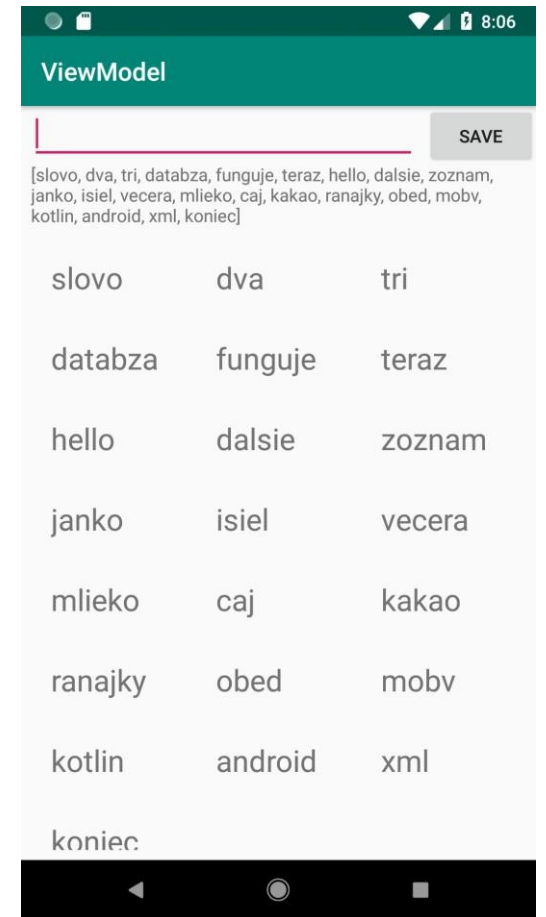 8:06
ViewModel
SAVE
[slovo, dva, tri, databza, funguje, teraz, hello, dalsie, zoznam,
janko, isiel, vecera, mlieko, caj, kakao, ranajky, obed, mobv,
kotlin, android, xml, koniec]
slovo dva tri
databza funguje teraz
hello dalsie zoznam
janko isiel vecera
mlieko caj kakao
ranajky obed mobv
kotlin android xml
koniec